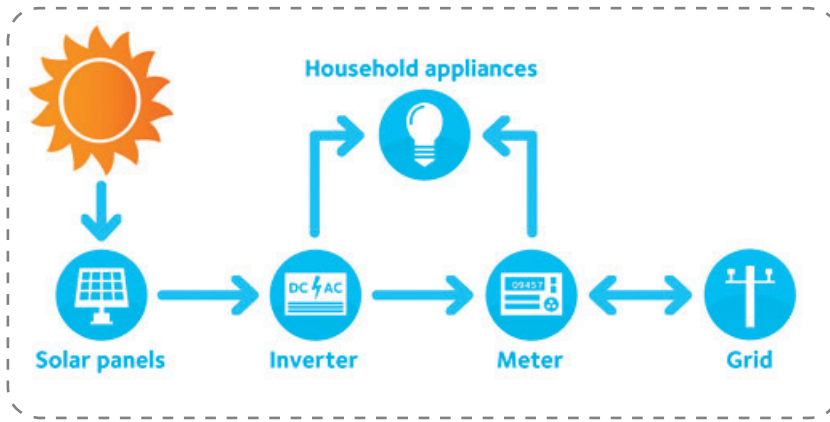 Household appliances
DC AC
09457
Solar panels
Inverter
Meter
Grid